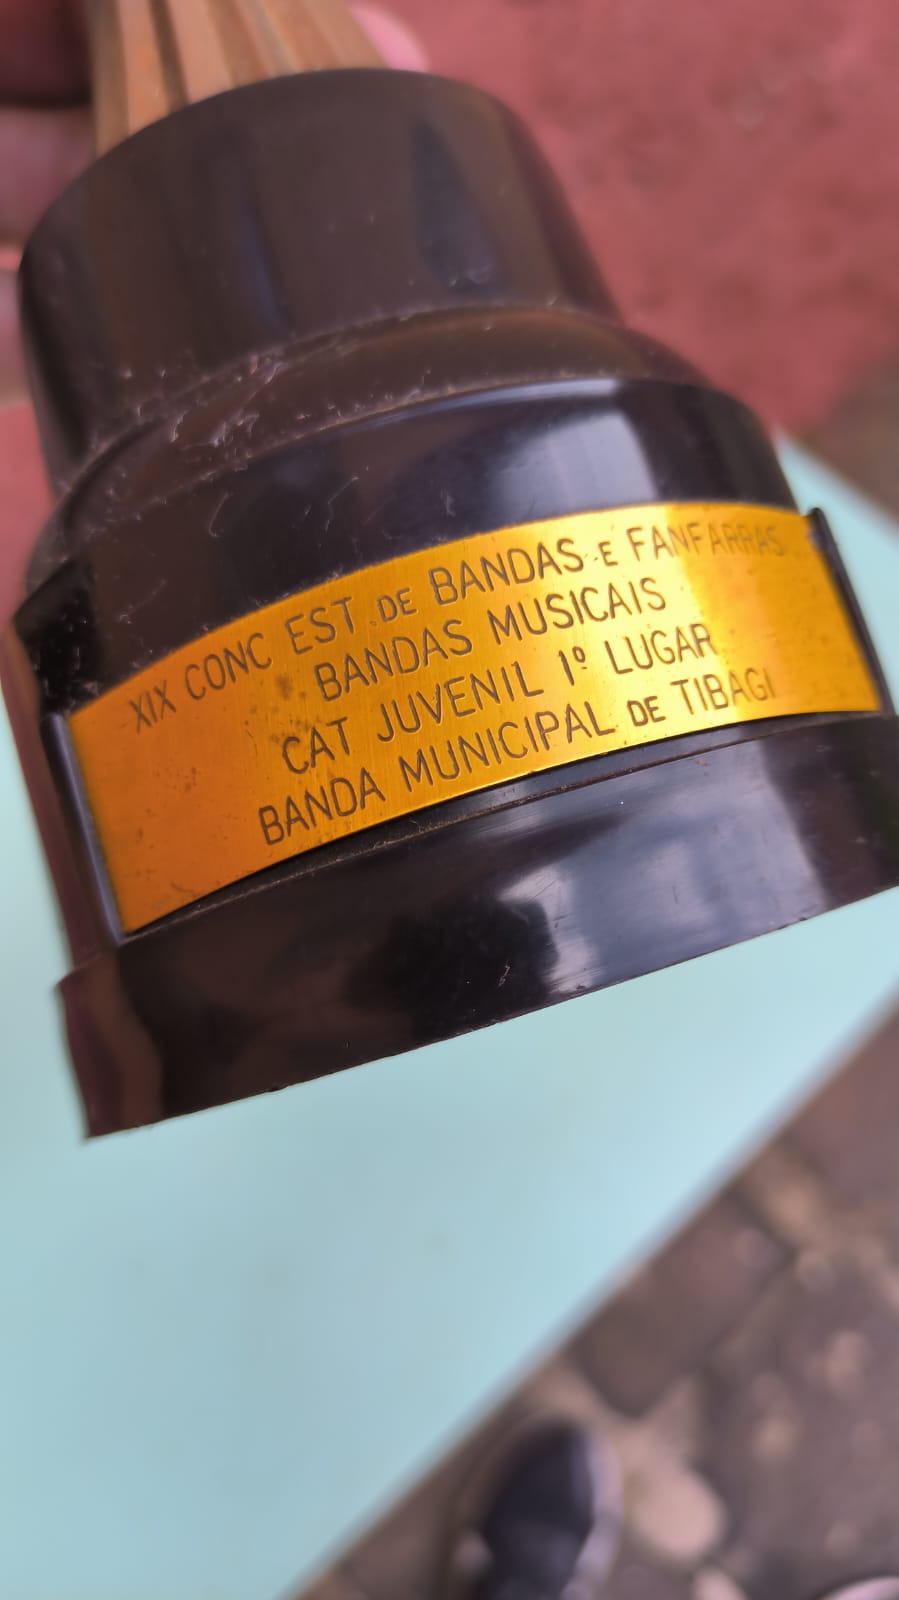 XIX CONC EST. DE BANDAS E FANFARRAS
BANDAS MUSICAIS
CAT JUVENIL 1º LUGAR
BANDA MUNICIPAL DE TIBAGI